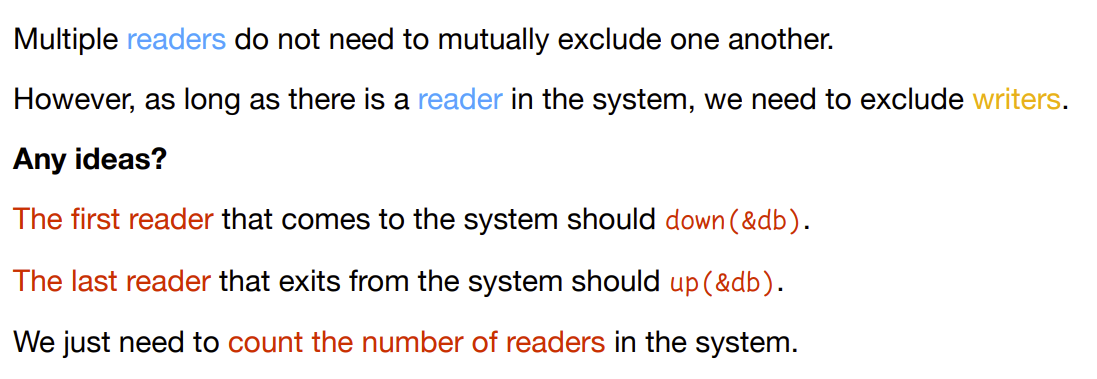 Multiple readers do not need to mutually exclude one another.
However, as long as there is a reader in the system, we need to exclude writers.
Any ideas?
The first reader that comes to the system should down(&db).
The last reader that exits from the system should up(&db).
We just need to count the number of readers in the system.